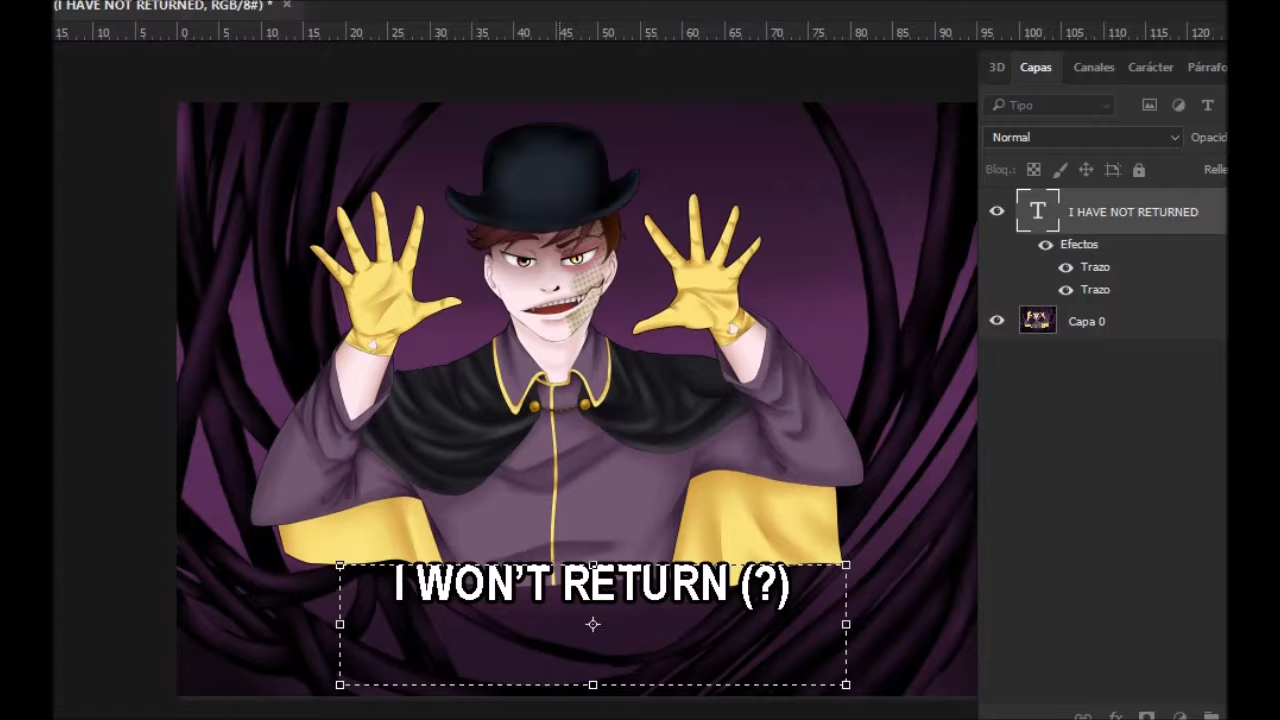 (I HAVE NOT RETURNED, RGB/8#) *
15 10 5 0 5 10 15 20 25 30 35 40 45 50 55 60 65 70 75 80 85 90 95 100 105 110 115 120
3D Capas Canales Carácter Párrafo
Tipo
Normal Opacid
Bloq.: Relle
I HAVE NOT RETURNED
Efectos
Trazo
Trazo
Capa 0
I WON'T RETURN (?)